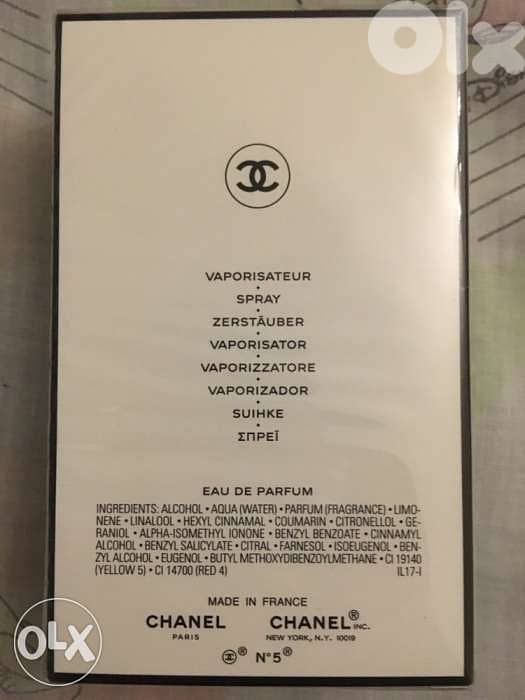 olx
Disn
VAPORISATEUR
•
SPRAY
•
ZERSTÄUBER
•
VAPORISATOR
•
VAPORIZZATORE
•
VAPORIZADOR
•
SUIHKE
•
ΣΠΡΕΪ
EAU DE PARFUM
INGREDIENTS: ALCOHOL • AQUA (WATER) • PARFUM (FRAGRANCE) • LIMO-
NENE • LINALOOL • HEXYL CINNAMAL • COUMARIN • CITRONELLOL • GE-
RANIOL • ALPHA-ISOMETHYL IONONE • BENZYL BENZOATE • CINNAMYL
ALCOHOL • BENZYL SALICYLATE • CITRAL • FARNESOL • ISOEUGENOL • BEN-
ZYL ALCOHOL • EUGENOL • BUTYL METHOXYDIBENZOYLMETHANE • CI 19140
(YELLOW 5) • CI 14700 (RED 4) IL17-I
MADE IN FRANCE
CHANEL CHANEL® INC.
PARIS NEW YORK, N.Y. 10019
® N°5®
OLX